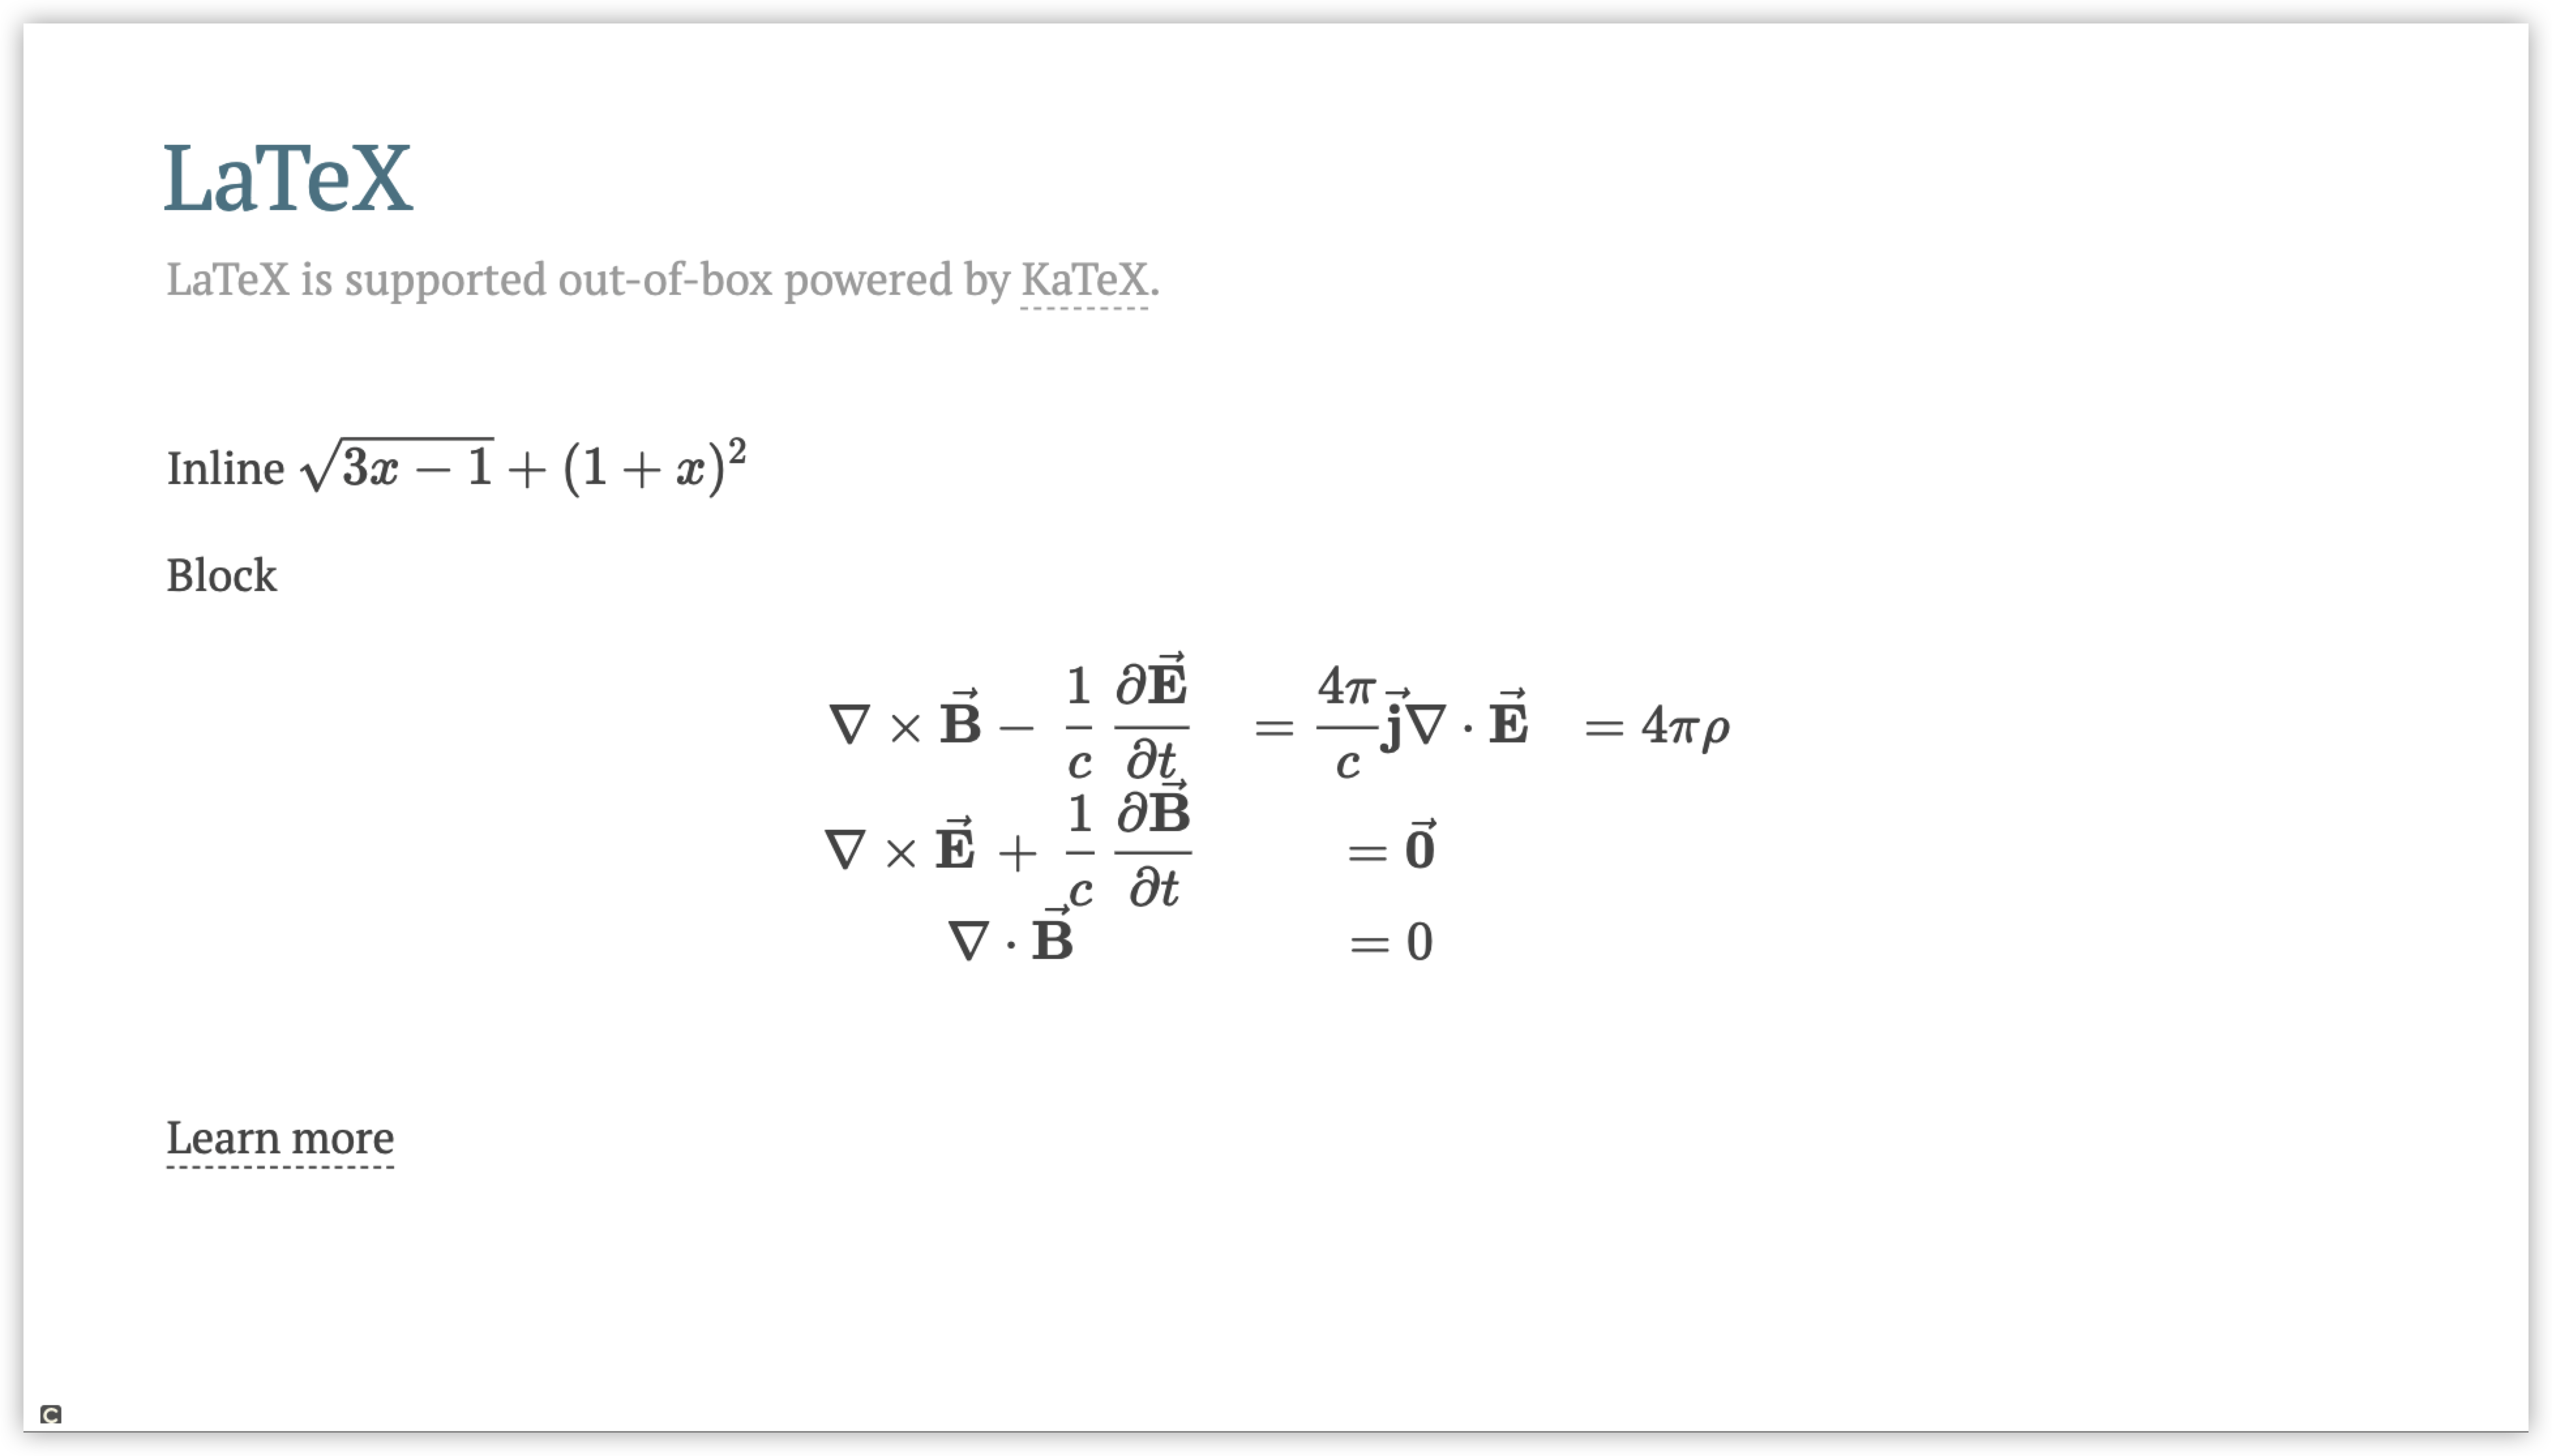 LaTeX
LaTeX is supported out-of-box powered by KaTeX.
Inline $\sqrt{3x-1}+(1+x)^2$
Block
$\nabla \times \vec{\mathbf{B}} - \frac{1}{c} \frac{\partial\vec{\mathbf{E}}}{\partial t} = \frac{4\pi}{c}\vec{\mathbf{j}} \nabla \cdot \vec{\mathbf{E}} = 4\pi\rho$
$\nabla \times \vec{\mathbf{E}} + \frac{1}{c} \frac{\partial\vec{\mathbf{B}}}{\partial t} = \vec{\mathbf{0}}$
$\nabla \cdot \vec{\mathbf{B}} = 0$
Learn more
C